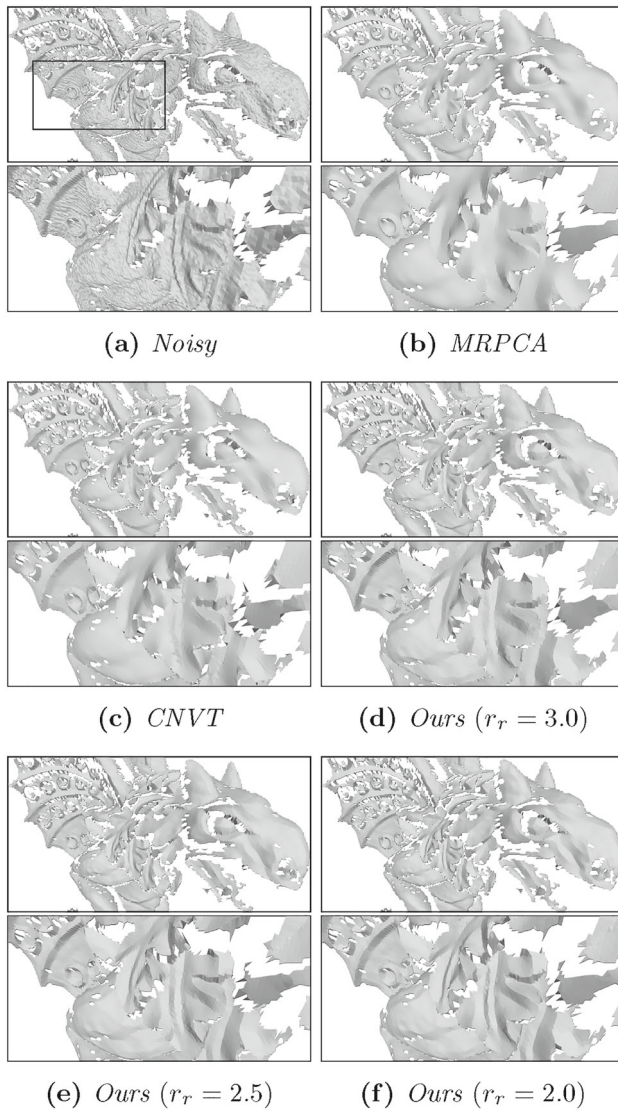 (a) Noisy
(b) MRPCA
(c) CNVT
(d) Ours (r_r = 3.0)
(e) Ours (r_r = 2.5)
(f) Ours (r_r = 2.0)